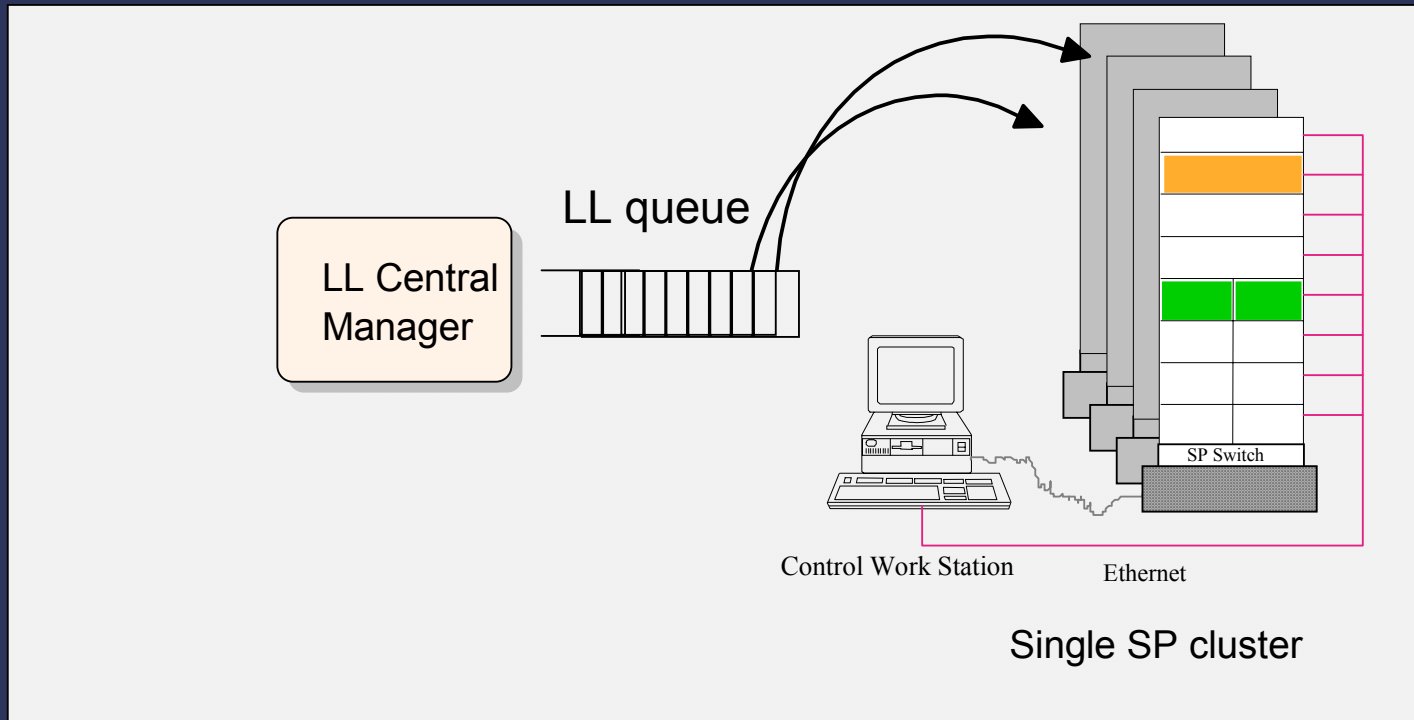 LL queue
LL Central
Manager
SP Switch
Control Work Station
Ethernet
Single SP cluster